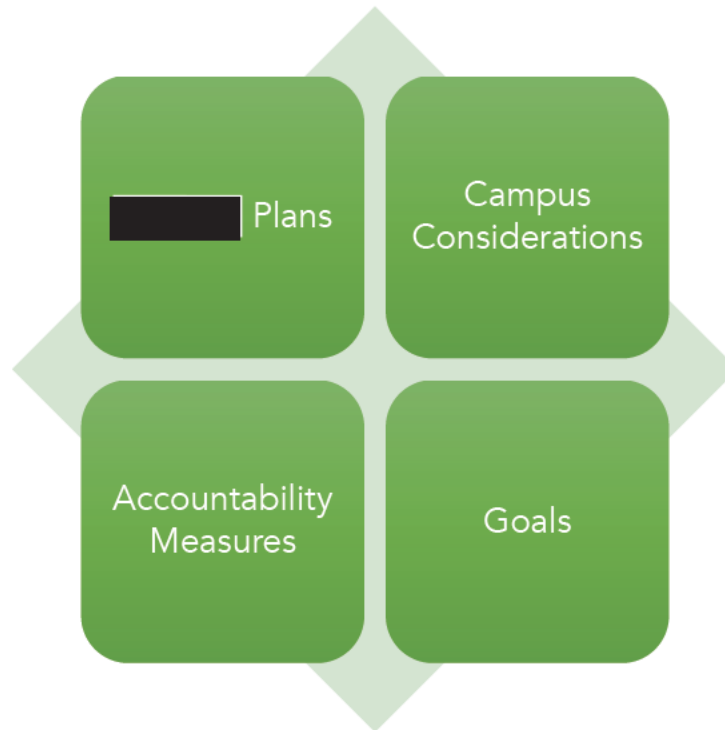 Plans
Campus
Considerations
Accountability
Measures
Goals